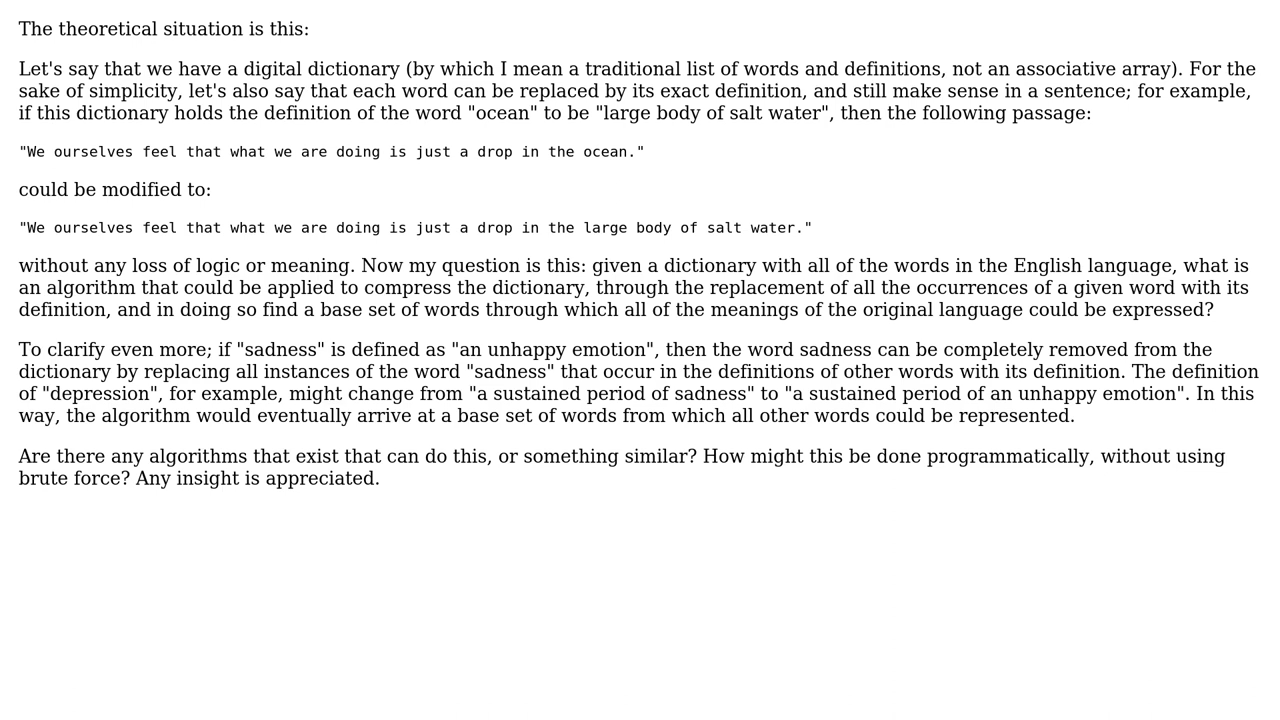 The theoretical situation is this:
Let's say that we have a digital dictionary (by which I mean a traditional list of words and definitions, not an associative array). For the
sake of simplicity, let's also say that each word can be replaced by its exact definition, and still make sense in a sentence; for example,
if this dictionary holds the definition of the word "ocean" to be "large body of salt water", then the following passage:
"We ourselves feel that what we are doing is just a drop in the ocean."
could be modified to:
"We ourselves feel that what we are doing is just a drop in the large body of salt water."
without any loss of logic or meaning. Now my question is this: given a dictionary with all of the words in the English language, what is
an algorithm that could be applied to compress the dictionary, through the replacement of all the occurrences of a given word with its
definition, and in doing so find a base set of words through which all of the meanings of the original language could be expressed?
To clarify even more; if "sadness" is defined as "an unhappy emotion", then the word sadness can be completely removed from the
dictionary by replacing all instances of the word "sadness" that occur in the definitions of other words with its definition. The definition
of "depression", for example, might change from "a sustained period of sadness" to "a sustained period of an unhappy emotion". In this
way, the algorithm would eventually arrive at a base set of words from which all other words could be represented.
Are there any algorithms that exist that can do this, or something similar? How might this be done programmatically, without using
brute force? Any insight is appreciated.